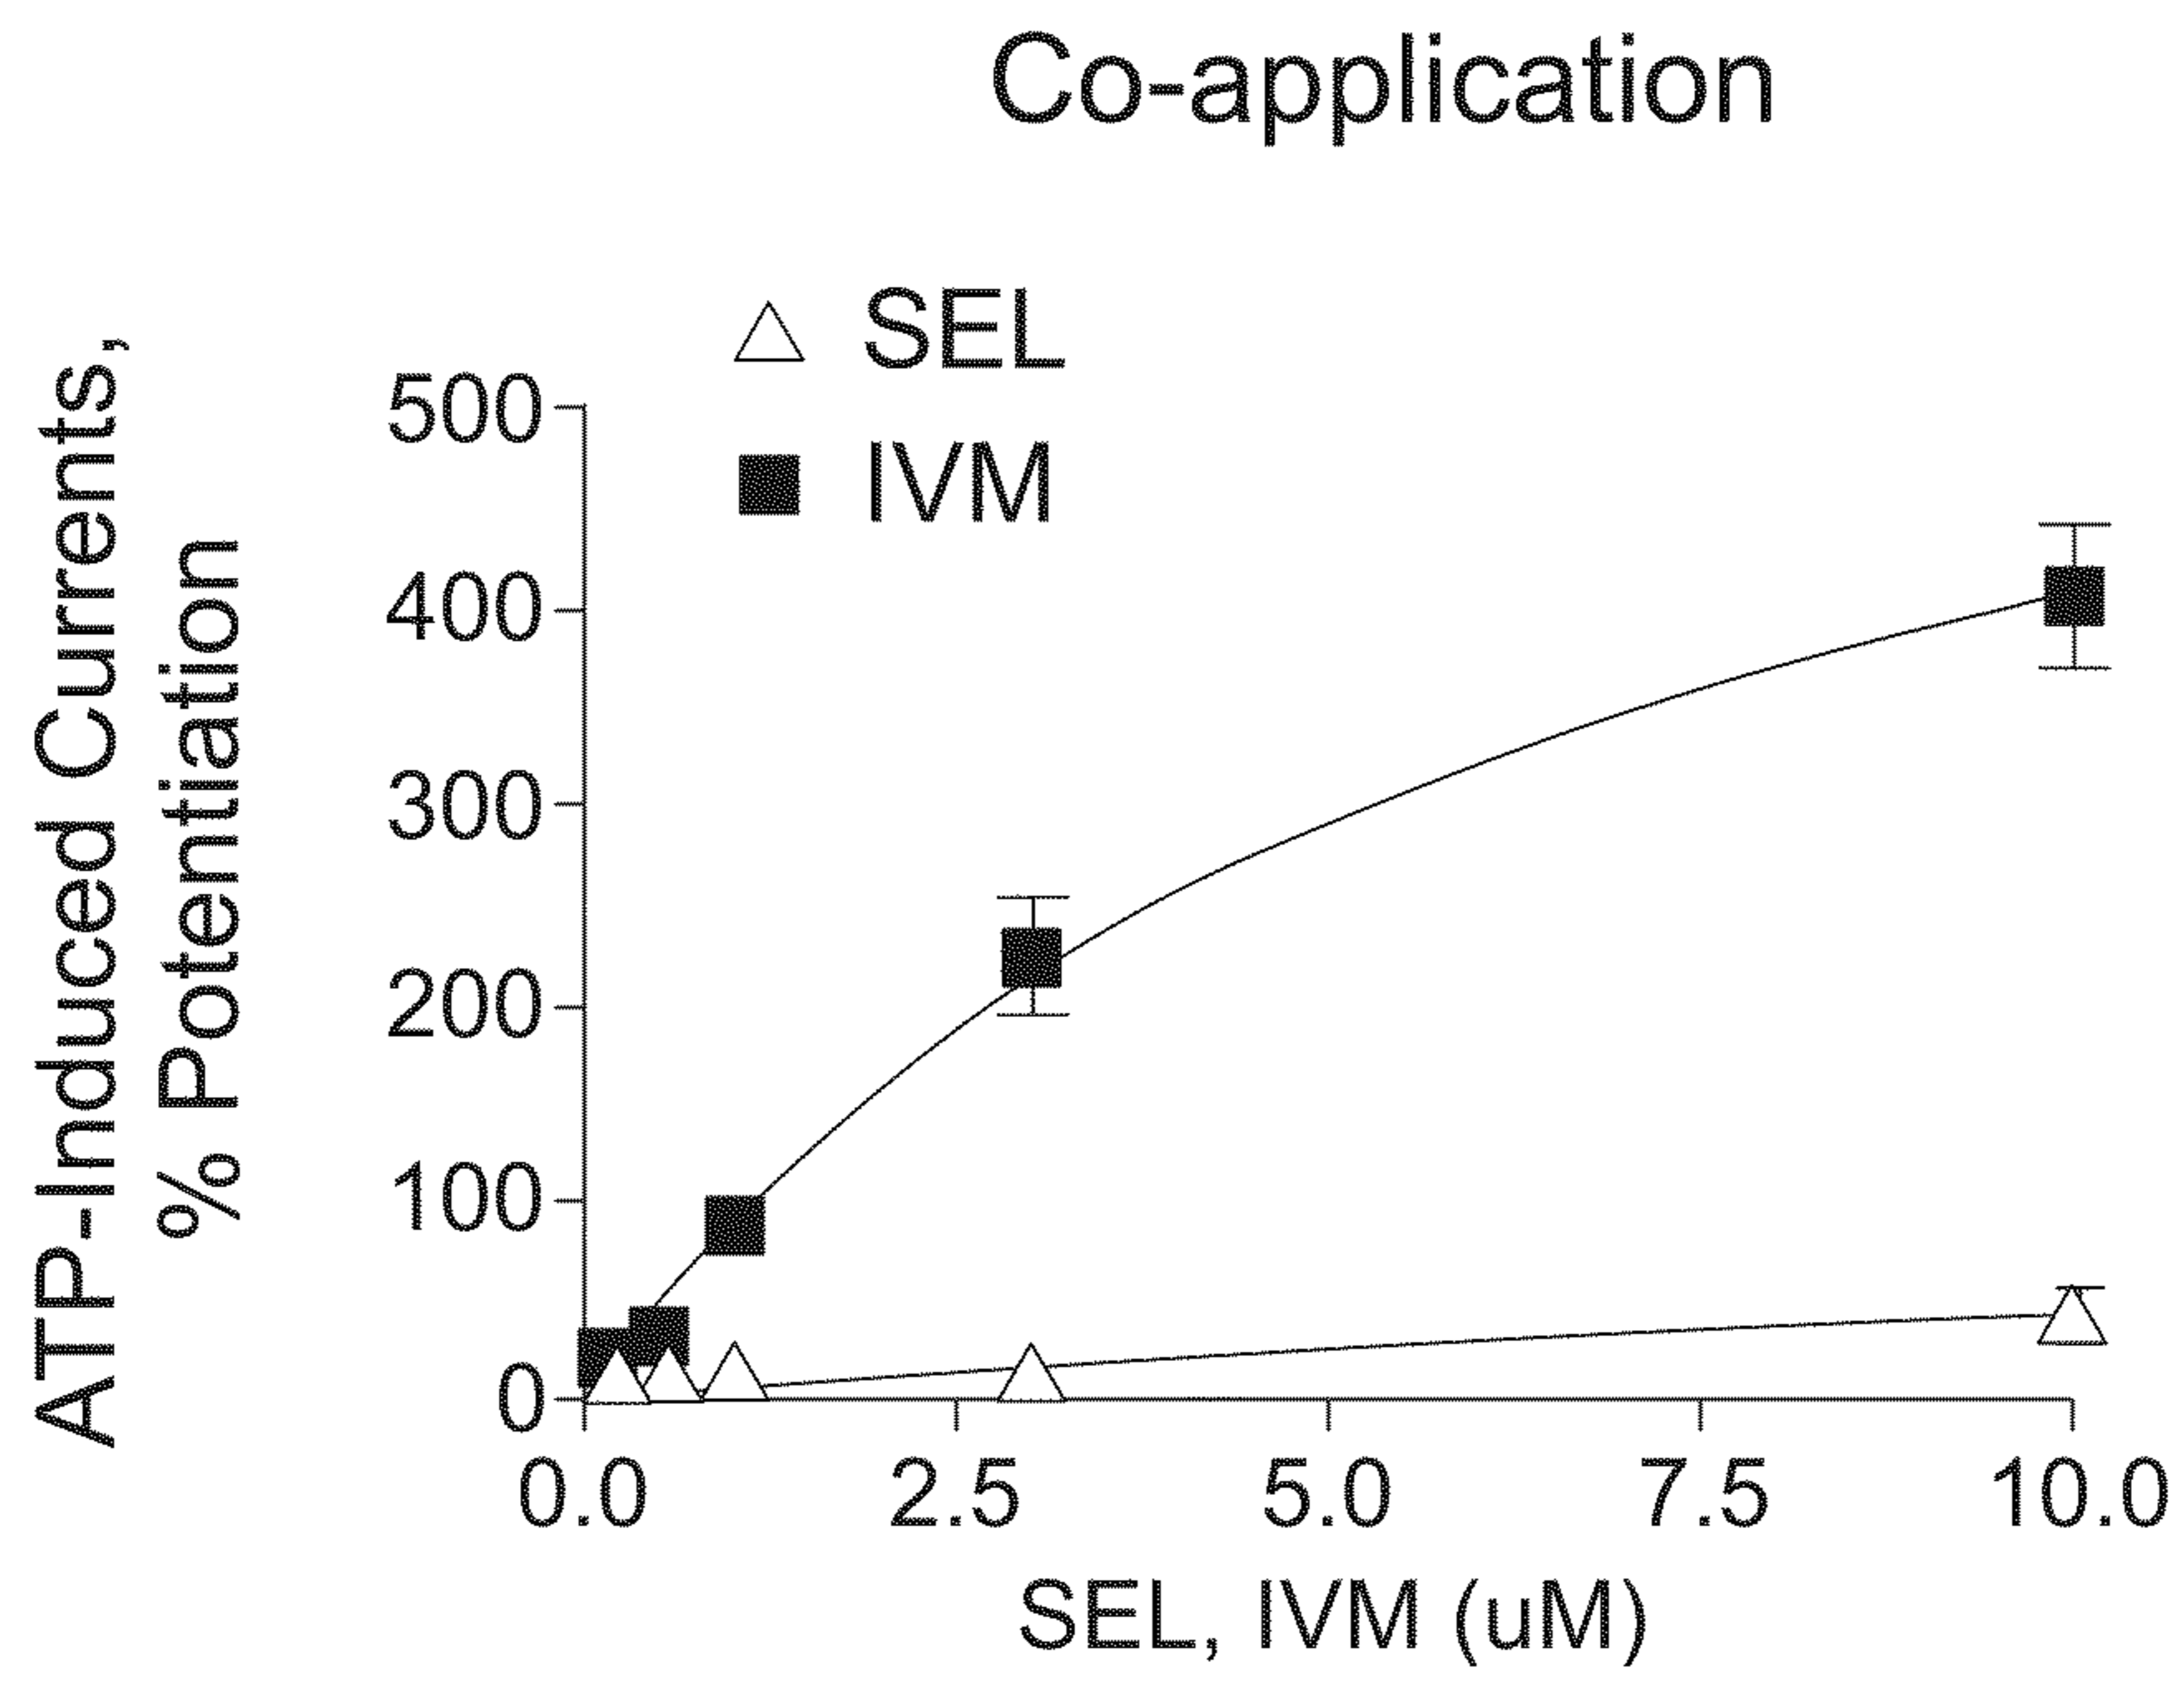 Co-application
SEL
IVM
ATP-Induced Currents,
% Potentiation
500
400
300
200
100
0
0.0 2.5 5.0 7.5 10.0
SEL, IVM (uM)